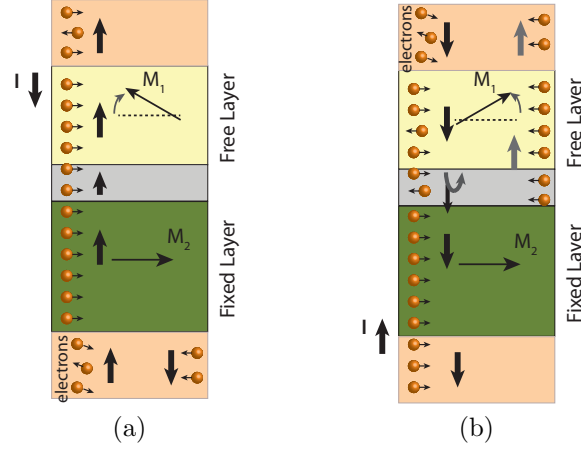 I
M1
Free Layer
M2
Fixed Layer
electrons
(a)
electrons
M1
Free Layer
M2
Fixed Layer
I
(b)